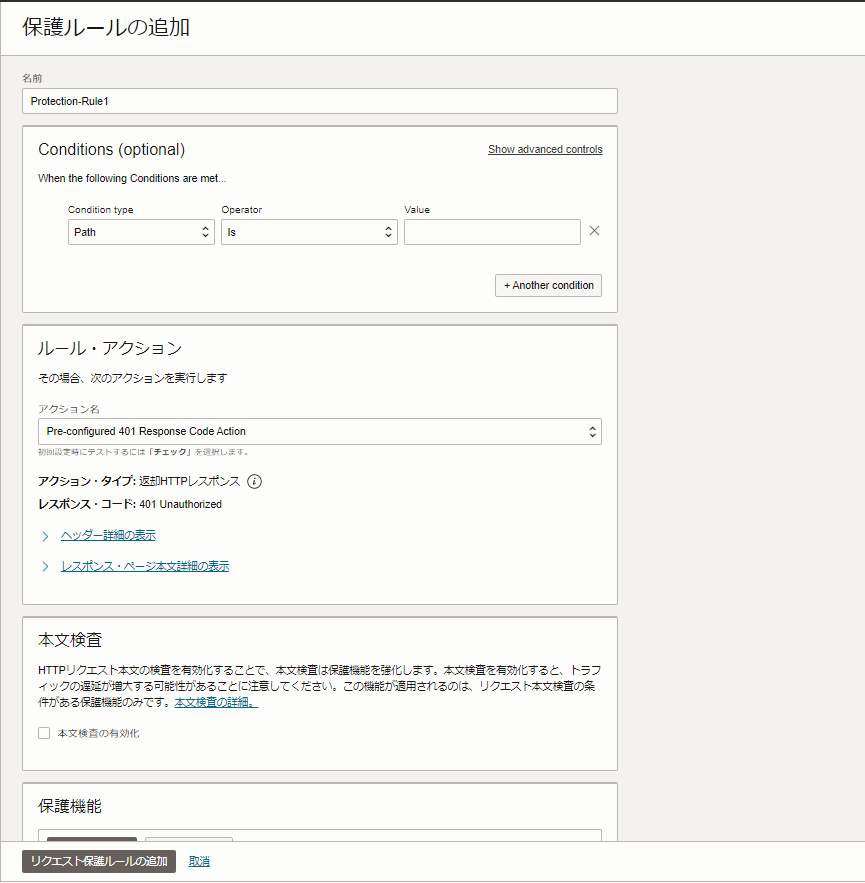 保護ルールの追加
名前
Protection-Rule1
Conditions (optional)
Show advanced controls
When the following Conditions are met...
Condition type
Operator
Value
Path
Is
+ Another condition
ルール・アクション
その場合、次のアクションを実行します
アクション名
Pre-configured 401 Response Code Action
初回設定時にテストするには「チェック」を選択します。
アクション・タイプ: 返却HTTPレスポンス
レスポンス・コード: 401 Unauthorized
ヘッダー詳細の表示
レスポンス・ページ本文詳細の表示
本文検査
HTTPリクエスト本文の検査を有効化することで、本文検査は保護機能を強化します。本文検査を有効化すると、トラフ
ィックの遅延が増大する可能性があることに注意してください。この機能が適用されるのは、リクエスト本文検査の条
件がある保護機能のみです。本文検査の詳細。
本文検査の有効化
保護機能
リクエスト保護ルールの追加
取消